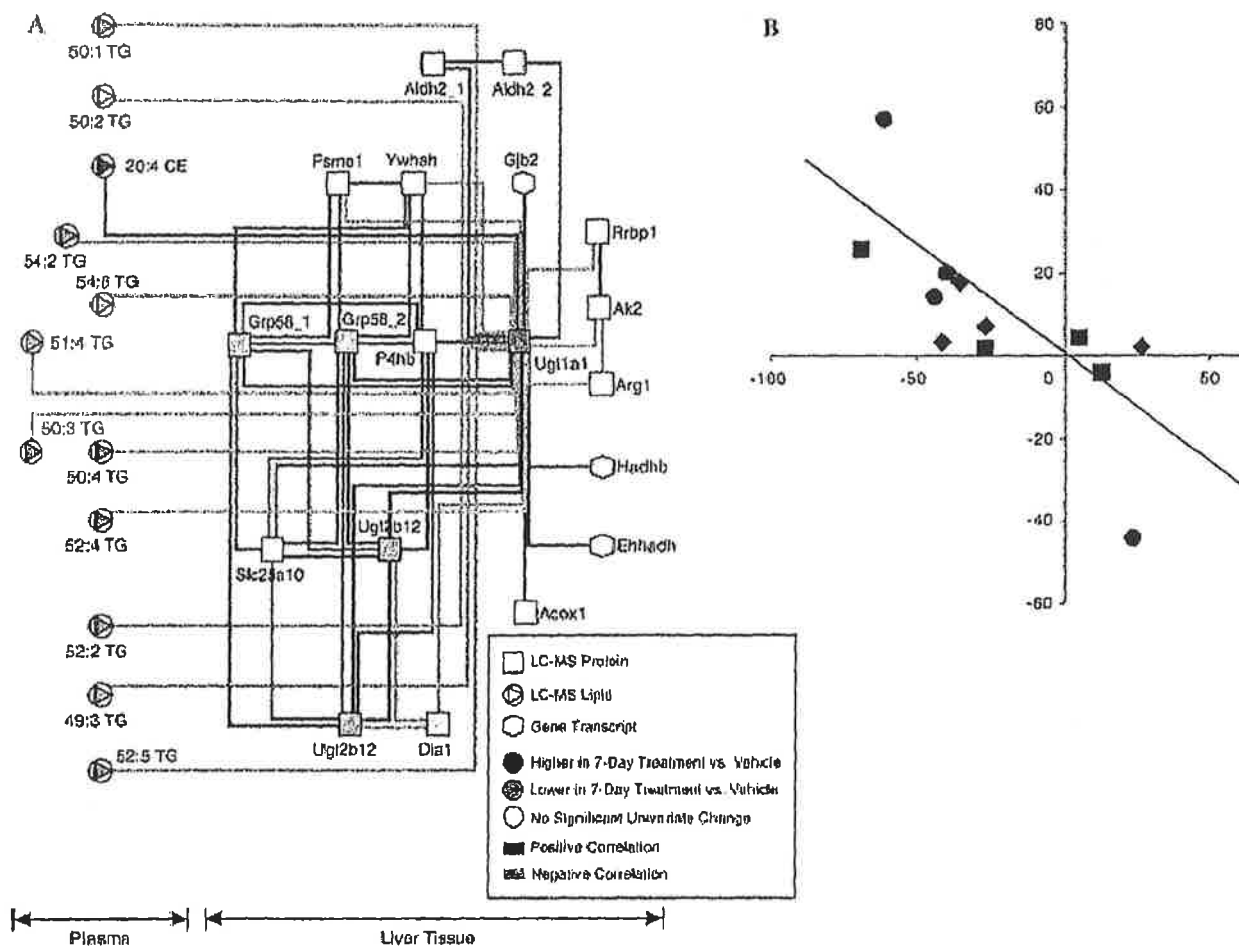 A
50:1 TG
50:2 TG
20:4 CE
54:2 TG
54:6 TG
51:4 TG
50:3 TG
50:4 TG
52:4 TG
52:2 TG
49:3 TG
52:5 TG
Aldh2_1
Aldh2_2
Psme1
Ywhah
Gjb2
Rrbp1
Ak2
Grp58_1
Grp58_2
P4hb
Ugt1a1
Arg1
Hadhb
Ugt2b12
Ehhadh
Slc25a10
Acox1
Ugt2b12
Dia1
LC-MS Protein
LC-MS Lipid
Gene Transcript
Higher in 7-Day Treatment vs. Vehicle
Lower in 7-Day Treatment vs. Vehicle
No Significant Univariate Change
Positive Correlation
Negative Correlation
Plasma
Liver Tissue
B
80
60
40
20
0
-20
-40
-60
-100
-50
0
50